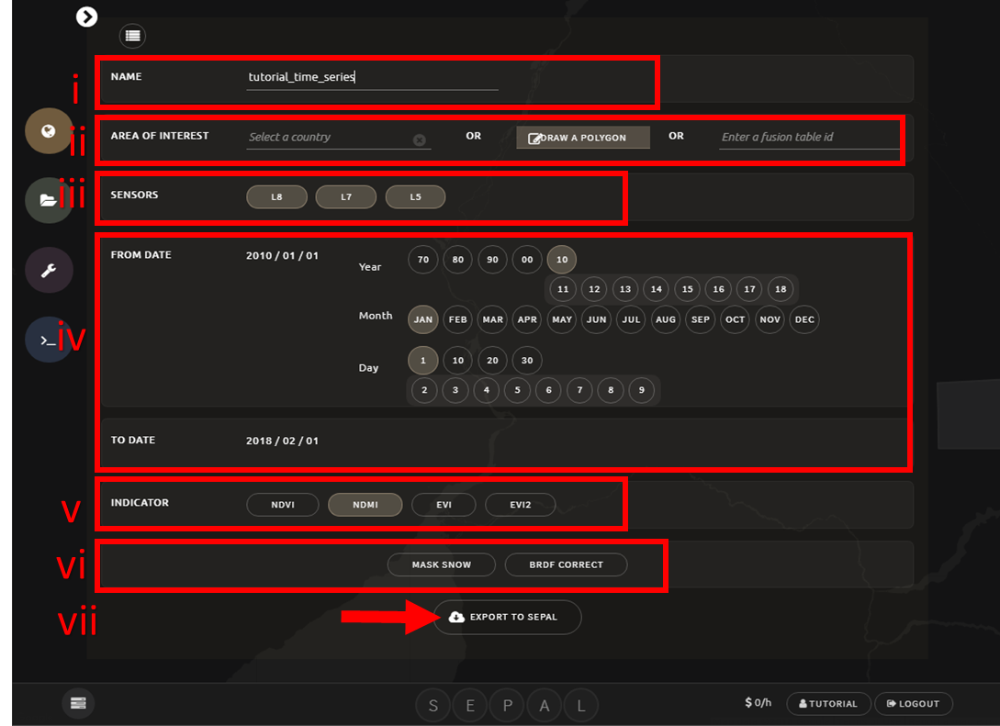 i
NAME tutorial_time_series
ii
AREA OF INTEREST Select a country OR DRAW A POLYGON OR Enter a fusion table id
iii
SENSORS L8 L7 L5
FROM DATE 2010 / 01 / 01
Year 70 80 90 00 10
11 12 13 14 15 16 17 18
Month JAN FEB MAR APR MAY JUN JUL AUG SEP OCT NOV DEC
iv
Day 1 10 20 30
2 3 4 5 6 7 8 9
TO DATE 2018 / 02 / 01
v
INDICATOR NDVI NDMI EVI EVI2
vi
MASK SNOW BRDF CORRECT
vii
EXPORT TO SEPAL
S E P A L $ 0/h TUTORIAL LOGOUT